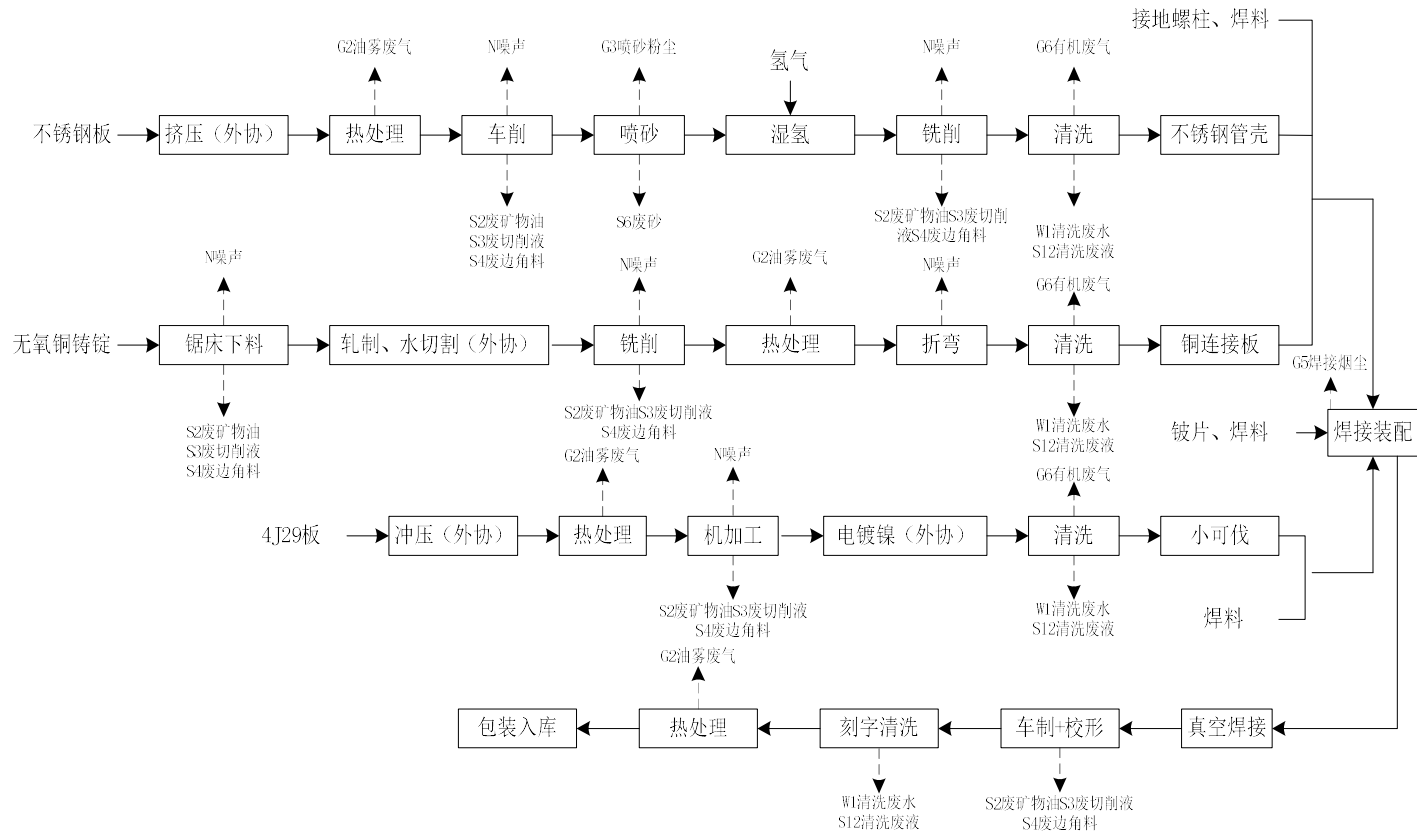 接地螺柱、焊料
G2油雾废气
N噪声
G3喷砂粉尘
氢气
N噪声
G6有机废气
不锈钢板
挤压（外协）
热处理
车削
喷砂
湿氢
铣削
清洗
不锈钢管壳
S2废矿物油
S3废切削液
S4废边角料
S6废砂
S2废矿物油S3废切削
液S4废边角料
W1清洗废水
S12清洗废液
N噪声
N噪声
G2油雾废气
N噪声
G6有机废气
无氧铜铸锭
锯床下料
轧制、水切割（外协）
铣削
热处理
折弯
清洗
铜连接板
S2废矿物油
S3废切削液
S4废边角料
S2废矿物油S3废切削液
S4废边角料
W1清洗废水
S12清洗废液
G5焊接烟尘
铍片、焊料
焊接装配
G2油雾废气
N噪声
G6有机废气
4J29板
冲压（外协）
热处理
机加工
电镀镍（外协）
清洗
小可伐
S2废矿物油S3废切削液
S4废边角料
W1清洗废水
S12清洗废液
焊料
G2油雾废气
包装入库
热处理
刻字清洗
车制+校形
真空焊接
W1清洗废水
S12清洗废液
S2废矿物油S3废切削液
S4废边角料